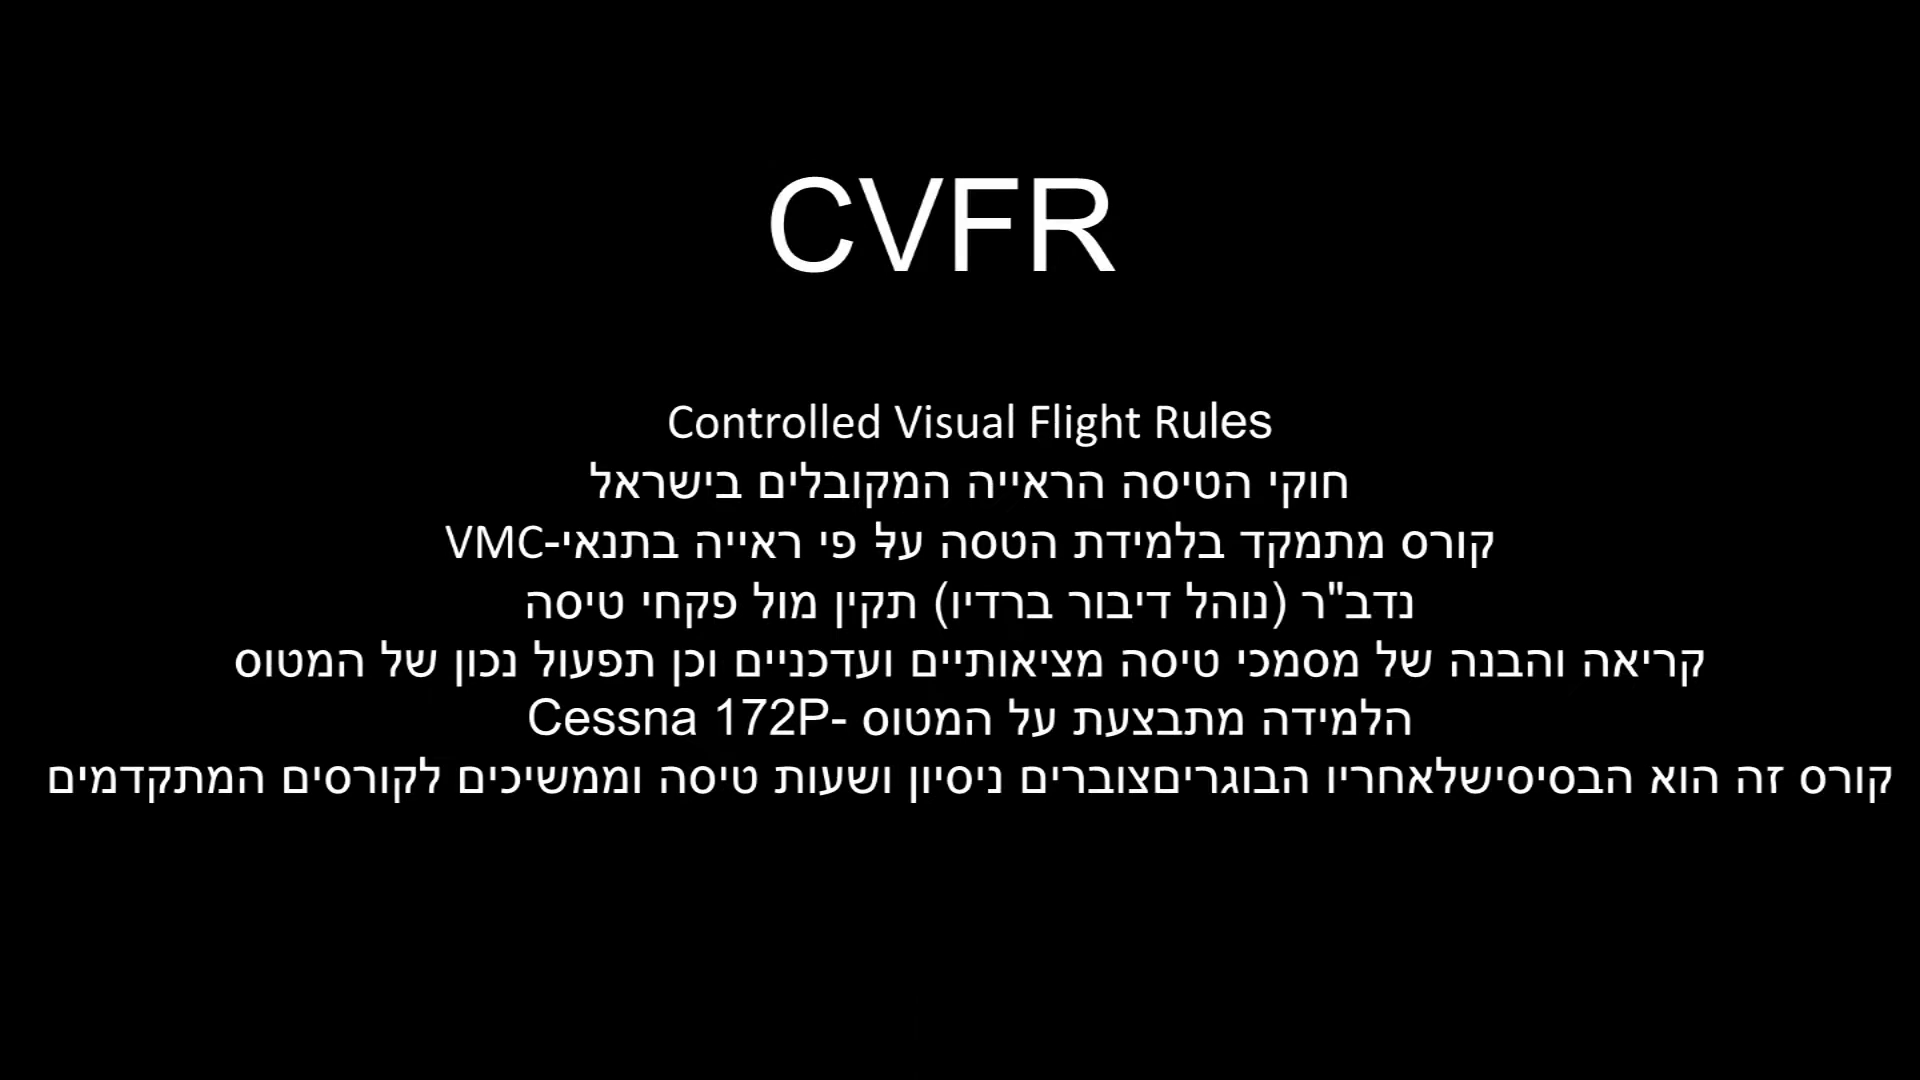 CVFR
Controlled Visual Flight Rules
חוקי הטיסה הראייה המקובלים בישראל
קורס מתמקד בלמידת הטסה על פי ראייה בתנאי-VMC
נדב"ר (נוהל דיבור ברדיו) תקין מול פקחי טיסה
קריאה והבנה של מסמכי טיסה מציאותיים ועדכניים וכן תפעול נכון של המטוס
הלמידה מתבצעת על המטוס -Cessna 172P
קורס זה הוא הבסיסישלאחריו הבוגריםצוברים ניסיון ושעות טיסה וממשיכים לקורסים המתקדמים